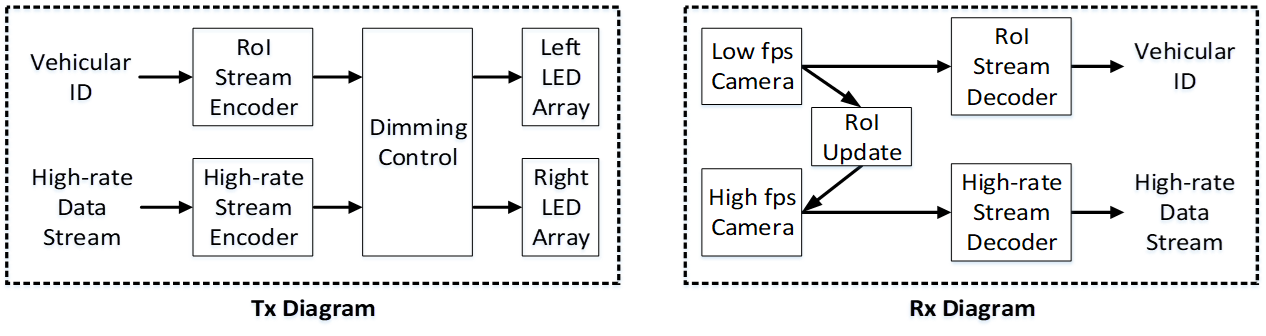 Vehicular
ID
RoI
Stream
Encoder
Dimming
Control
Left
LED
Array
High-rate
Data
Stream
High-rate
Stream
Encoder
Right
LED
Array
Tx Diagram
Low fps
Camera
RoI
Stream
Decoder
Vehicular
ID
RoI
Update
High fps
Camera
High-rate
Stream
Decoder
High-rate
Data
Stream
Rx Diagram